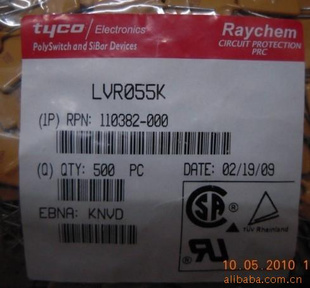 tyco / Electronics
PolySwitch and SiBar Devices
Raychem
CIRCUIT PROTECTION
PRC
LVR055K
(1P) RPN: 110382-000
(Q) QTY: 500 PC
DATE: 02/19/09
EBNA: KNVD
TÜV Rheinland
10.05.2010 1
alibaba.com.cn